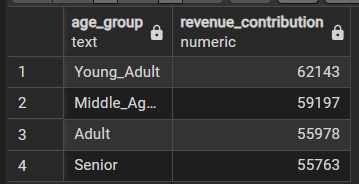 age_group revenue_contribution
text numeric
1 Young_Adult 62143
2 Middle_Ag... 59197
3 Adult 55978
4 Senior 55763